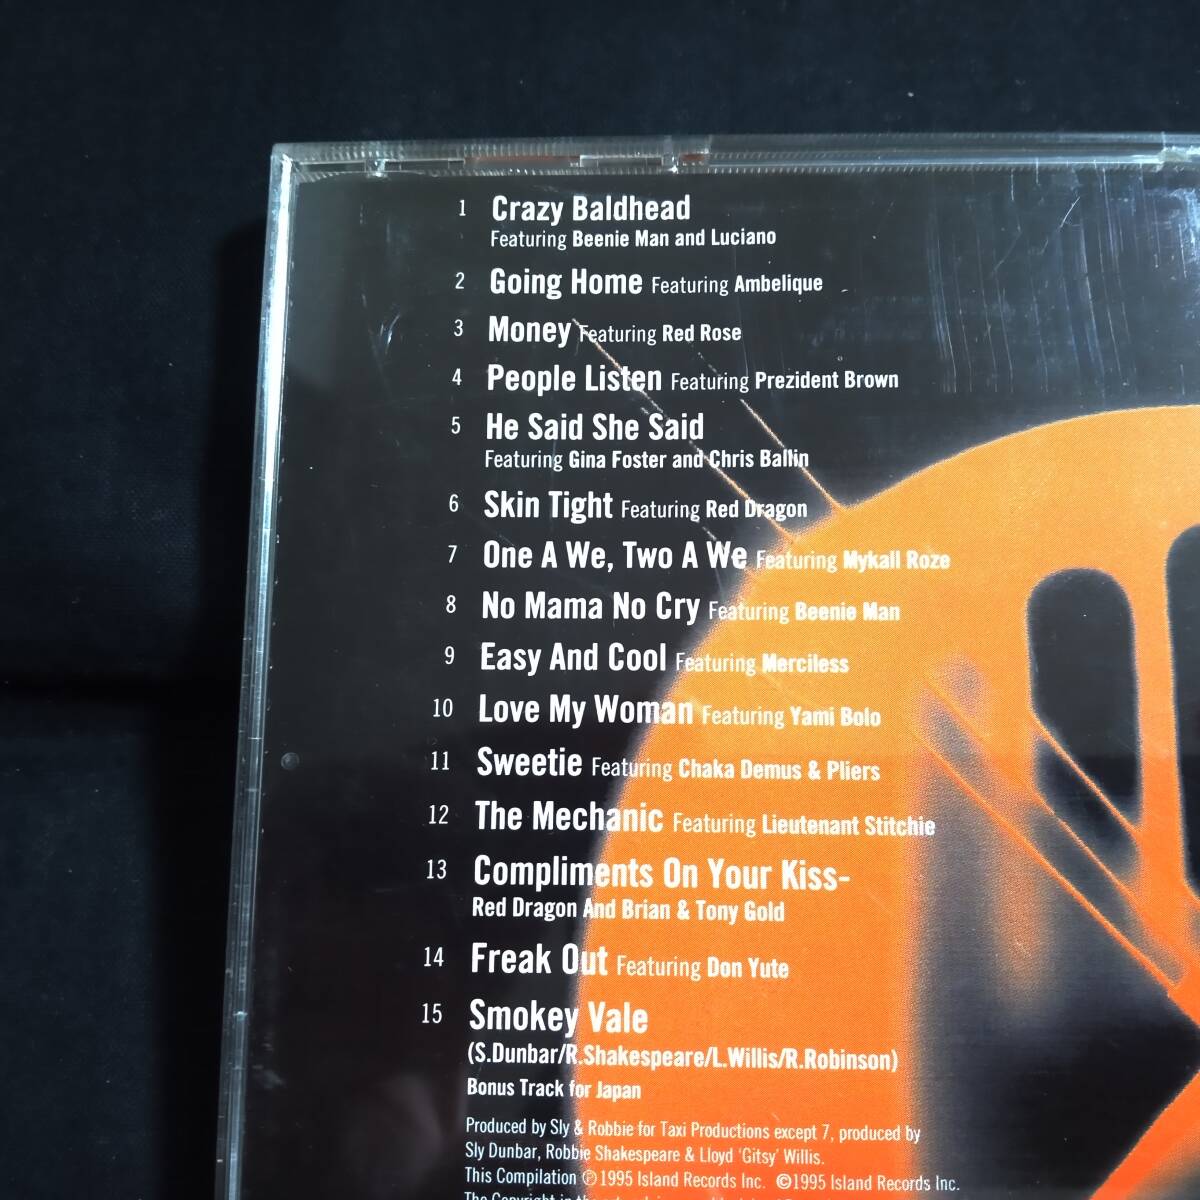 1 Crazy Baldhead
Featuring Beenie Man and Luciano
2 Going Home Featuring Ambelique
3 Money Featuring Red Rose
4 People Listen Featuring Prezident Brown
5 He Said She Said
Featuring Gina Foster and Chris Ballin
6 Skin Tight Featuring Red Dragon
7 One A We, Two A We Featuring Mykall Roze
8 No Mama No Cry Featuring Beenie Man
9 Easy And Cool Featuring Merciless
10 Love My Woman Featuring Yami Bolo
11 Sweetie Featuring Chaka Demus & Pliers
12 The Mechanic Featuring Lieutenant Stitchie
13 Compliments On Your Kiss-
Red Dragon And Brian & Tony Gold
14 Freak Out Featuring Don Yute
15 Smokey Vale
(S.Dunbar/R.Shakespeare/L.Willis/R.Robinson)
Bonus Track for Japan
Produced by Sly & Robbie for Taxi Productions except 7, produced by
Sly Dunbar, Robbie Shakespeare & Lloyd 'Gitsy' Willis.
This Compilation ℗1995 Island Records Inc. ©1995 Island Records Inc.
The Copyright in